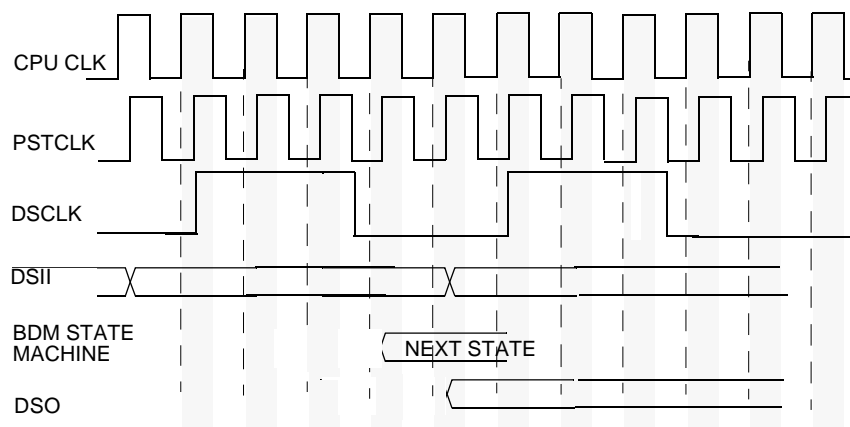 CPU CLK
PSTCLK
DSCLK
DSII
BDM STATE
MACHINE
NEXT STATE
DSO